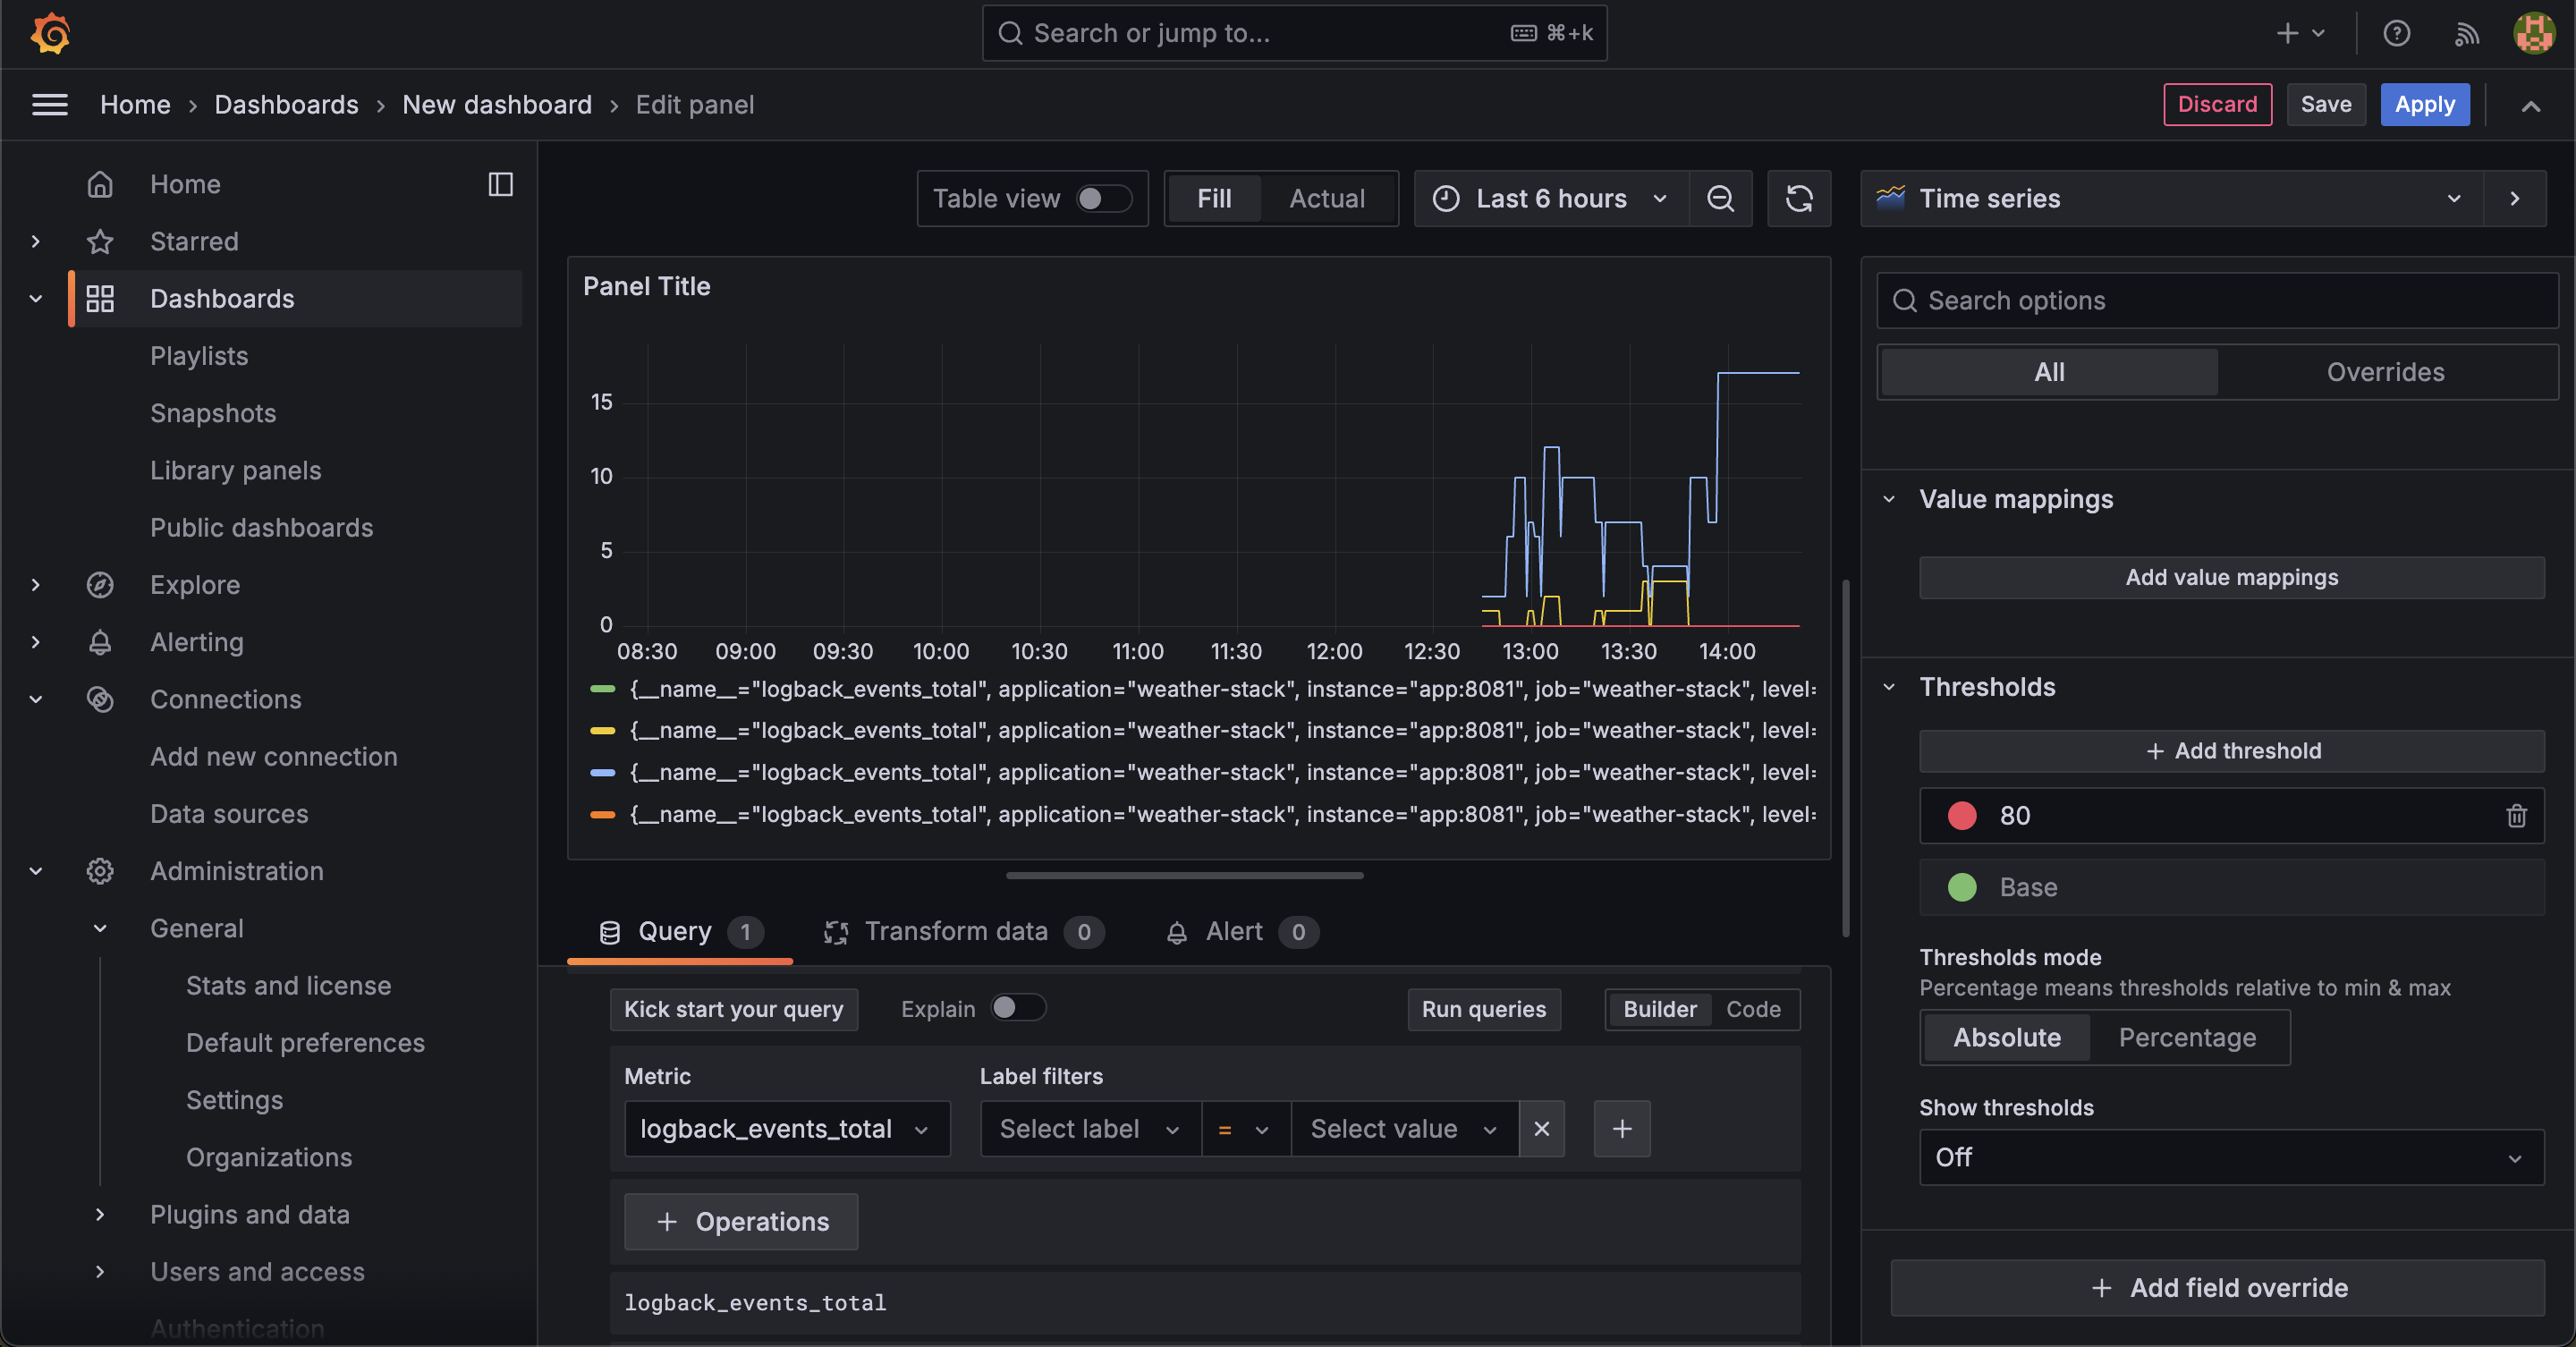 Search or jump to...
⌘+k
Home › Dashboards › New dashboard › Edit panel
Discard
Save
Apply
Home
Starred
Dashboards
Playlists
Snapshots
Library panels
Public dashboards
Explore
Alerting
Connections
Add new connection
Data sources
Administration
General
Stats and license
Default preferences
Settings
Organizations
Plugins and data
Users and access
Authentication
Table view
Fill
Actual
Last 6 hours
Panel Title
15
10
5
0
08:30 09:00 09:30 10:00 10:30 11:00 11:30 12:00 12:30 13:00 13:30 14:00
{__name__="logback_events_total", application="weather-stack", instance="app:8081", job="weather-stack", level=
{__name__="logback_events_total", application="weather-stack", instance="app:8081", job="weather-stack", level=
{__name__="logback_events_total", application="weather-stack", instance="app:8081", job="weather-stack", level=
{__name__="logback_events_total", application="weather-stack", instance="app:8081", job="weather-stack", level=
Query 1
Transform data 0
Alert 0
Kick start your query
Explain
Run queries
Builder
Code
Metric
Label filters
logback_events_total
Select label
=
Select value
+ Operations
logback_events_total
Time series
Search options
All
Overrides
Value mappings
Add value mappings
Thresholds
+ Add threshold
80
Base
Thresholds mode
Percentage means thresholds relative to min & max
Absolute
Percentage
Show thresholds
Off
+ Add field override